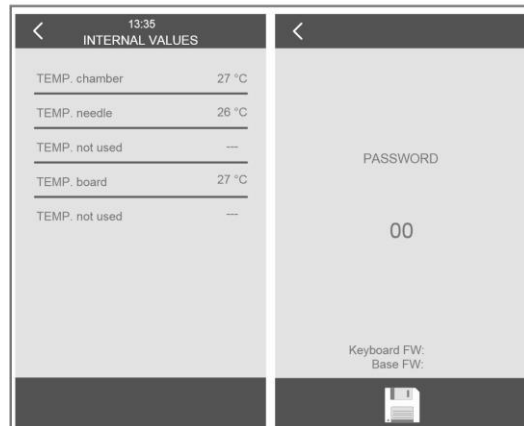 13:35
INTERNAL VALUES
TEMP. chamber 27 °C
TEMP. needle 26 °C
TEMP. not used ---
TEMP. board 27 °C
TEMP. not used ---
PASSWORD
00
Keyboard FW:
Base FW: